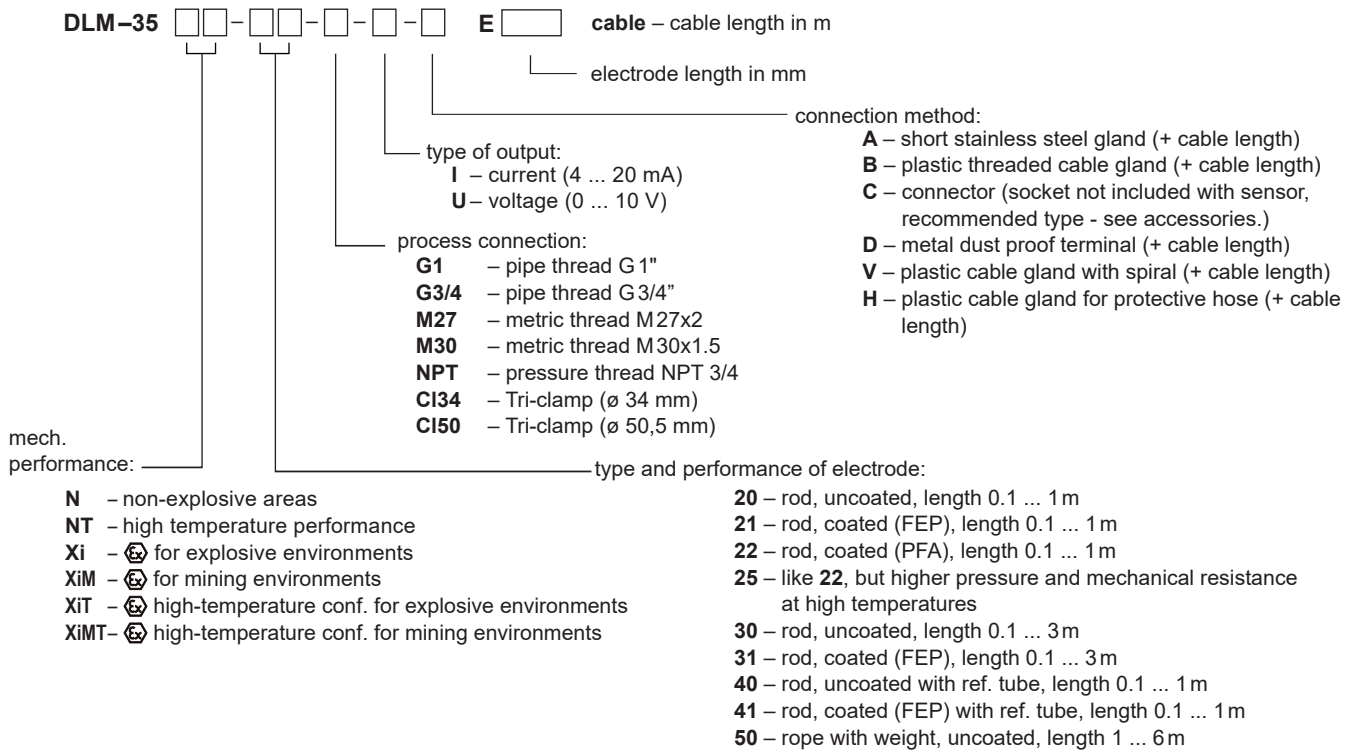 DLM–35 □□–□□–□–□–□ E□ cable – cable length in m
electrode length in mm
connection method:
A – short stainless steel gland (+ cable length)
B – plastic threaded cable gland (+ cable length)
C – connector (socket not included with sensor,
recommended type - see accessories.)
D – metal dust proof terminal (+ cable length)
V – plastic cable gland with spiral (+ cable length)
H – plastic cable gland for protective hose (+ cable
length)
type of output:
I – current (4 ... 20 mA)
U – voltage (0 ... 10 V)
process connection:
G1 – pipe thread G 1"
G3/4 – pipe thread G 3/4”
M27 – metric thread M 27x2
M30 – metric thread M 30x1.5
NPT – pressure thread NPT 3/4
Cl34 – Tri-clamp (ø 34 mm)
Cl50 – Tri-clamp (ø 50,5 mm)
mech.
performance:
N – non-explosive areas
NT – high temperature performance
Xi – Ex for explosive environments
XiM – Ex for mining environments
XiT – Ex high-temperature conf. for explosive environments
XiMT– Ex high-temperature conf. for mining environments
type and performance of electrode:
20 – rod, uncoated, length 0.1 ... 1 m
21 – rod, coated (FEP), length 0.1 ... 1 m
22 – rod, coated (PFA), length 0.1 ... 1 m
25 – like 22, but higher pressure and mechanical resistance
at high temperatures
30 – rod, uncoated, length 0.1 ... 3 m
31 – rod, coated (FEP), length 0.1 ... 3 m
40 – rod, uncoated with ref. tube, length 0.1 ... 1 m
41 – rod, coated (FEP) with ref. tube, length 0.1 ... 1 m
50 – rope with weight, uncoated, length 1 ... 6 m